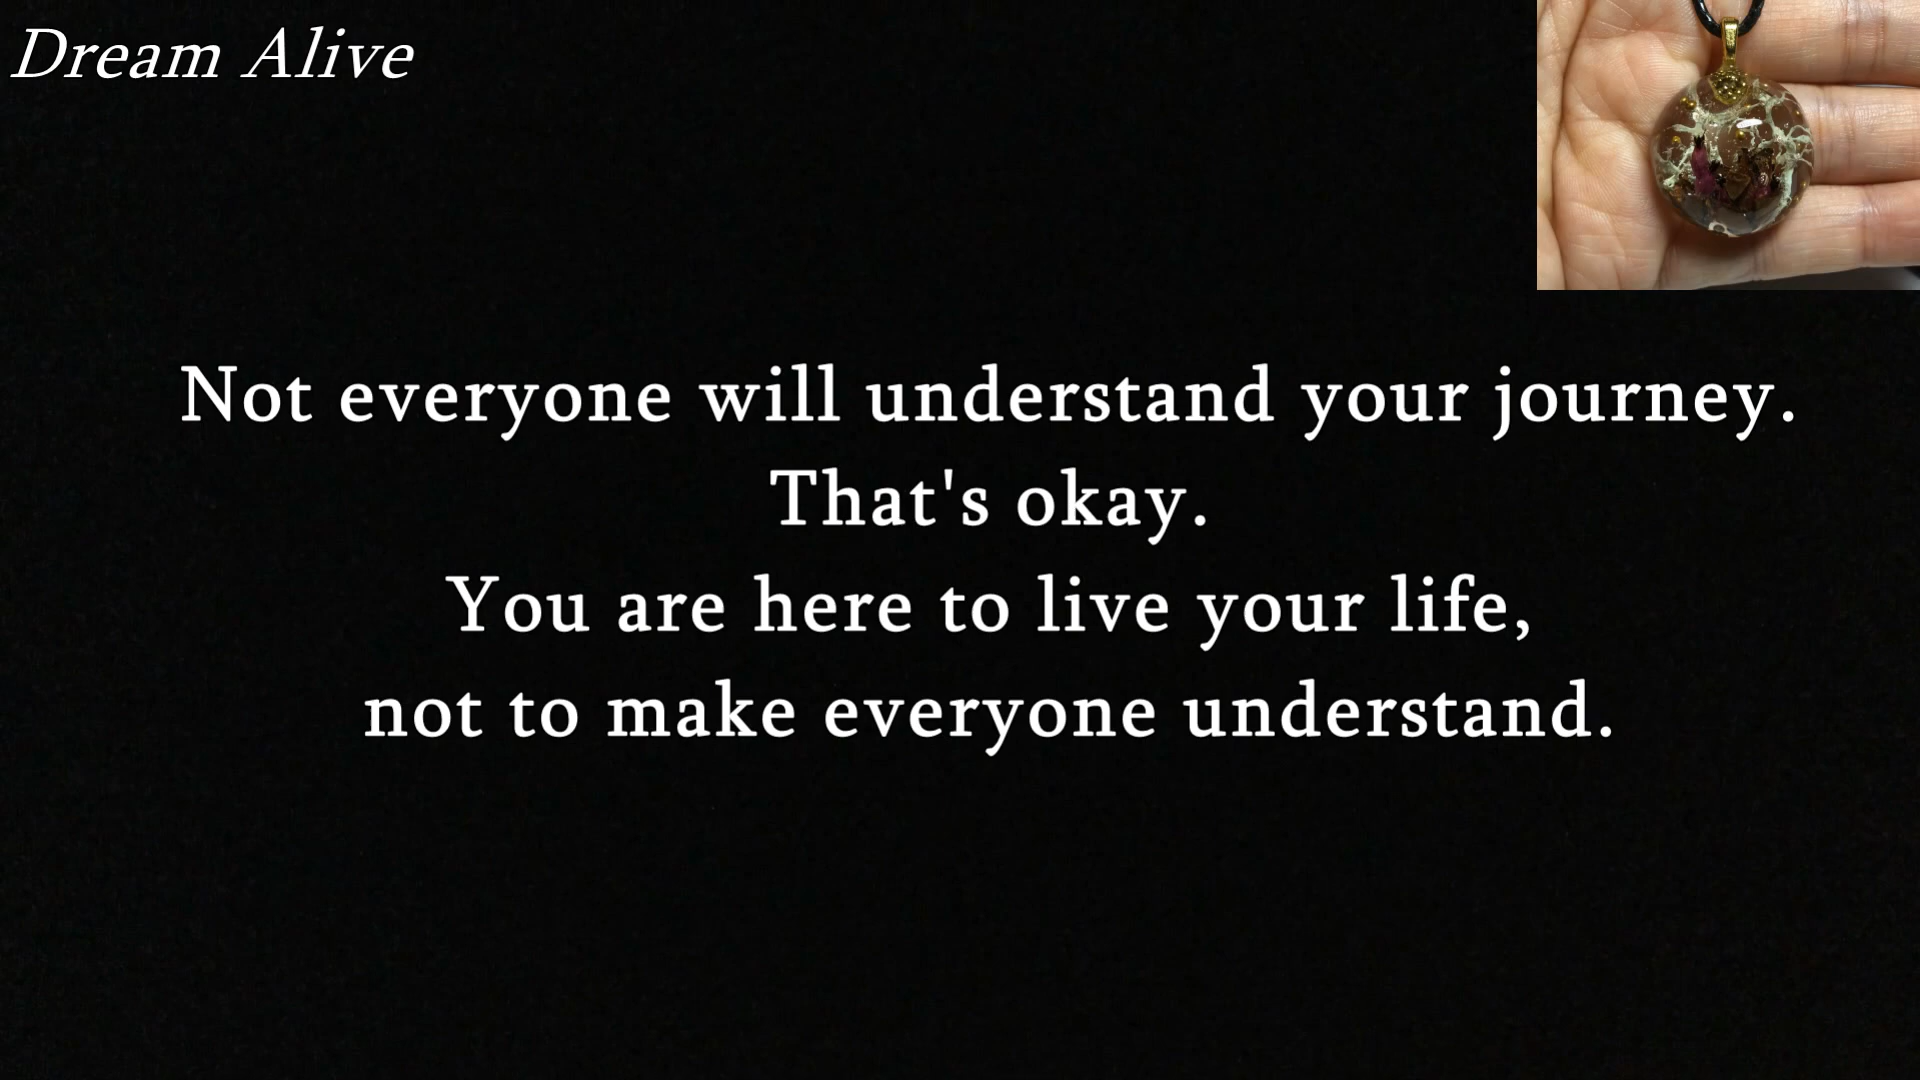 Dream Alive
Not everyone will understand your journey.
That's okay.
You are here to live your life,
not to make everyone understand.